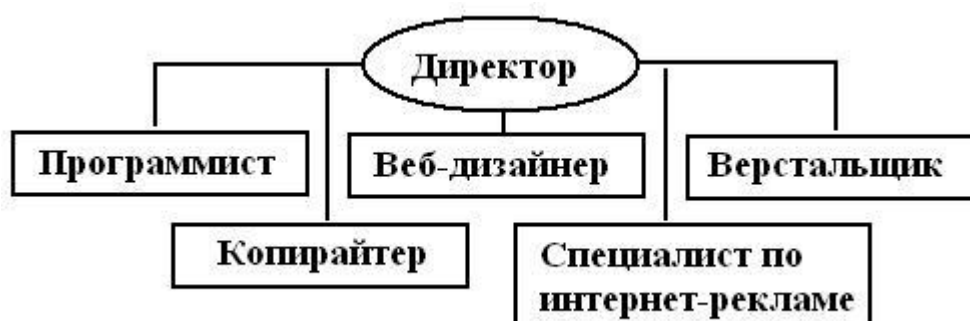 Директор
Программист
Веб-дизайнер
Верстальщик
Копирайтер
Специалист по
интернет-рекламе